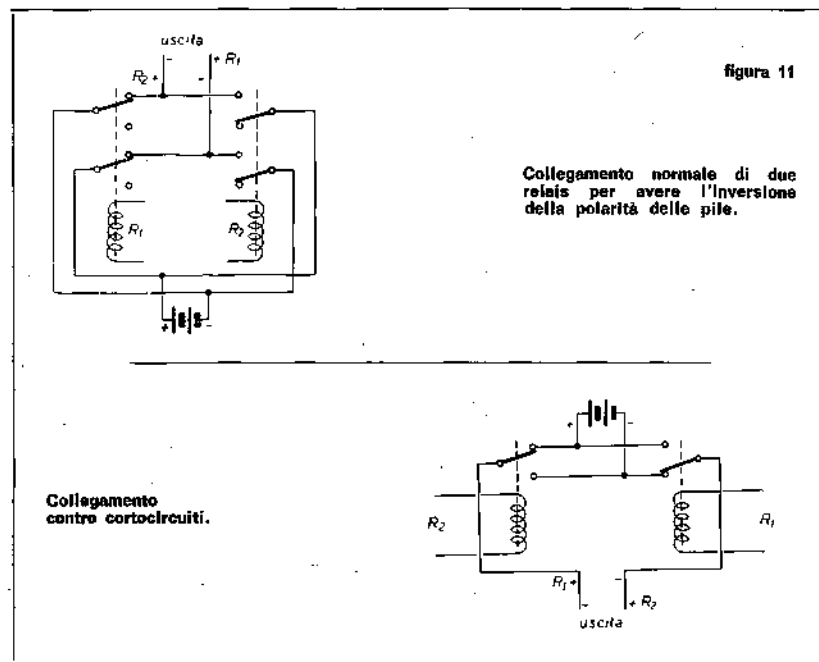 uscita
R2 + - + R1
-
figura 11
Collegamento normale di due
relais per avere l'inversione
della polarità delle pile.
R1 R2
+ -
+ -
Collegamento
contro cortocircuiti.
R2 R1
R1 + -
- + R2
uscita